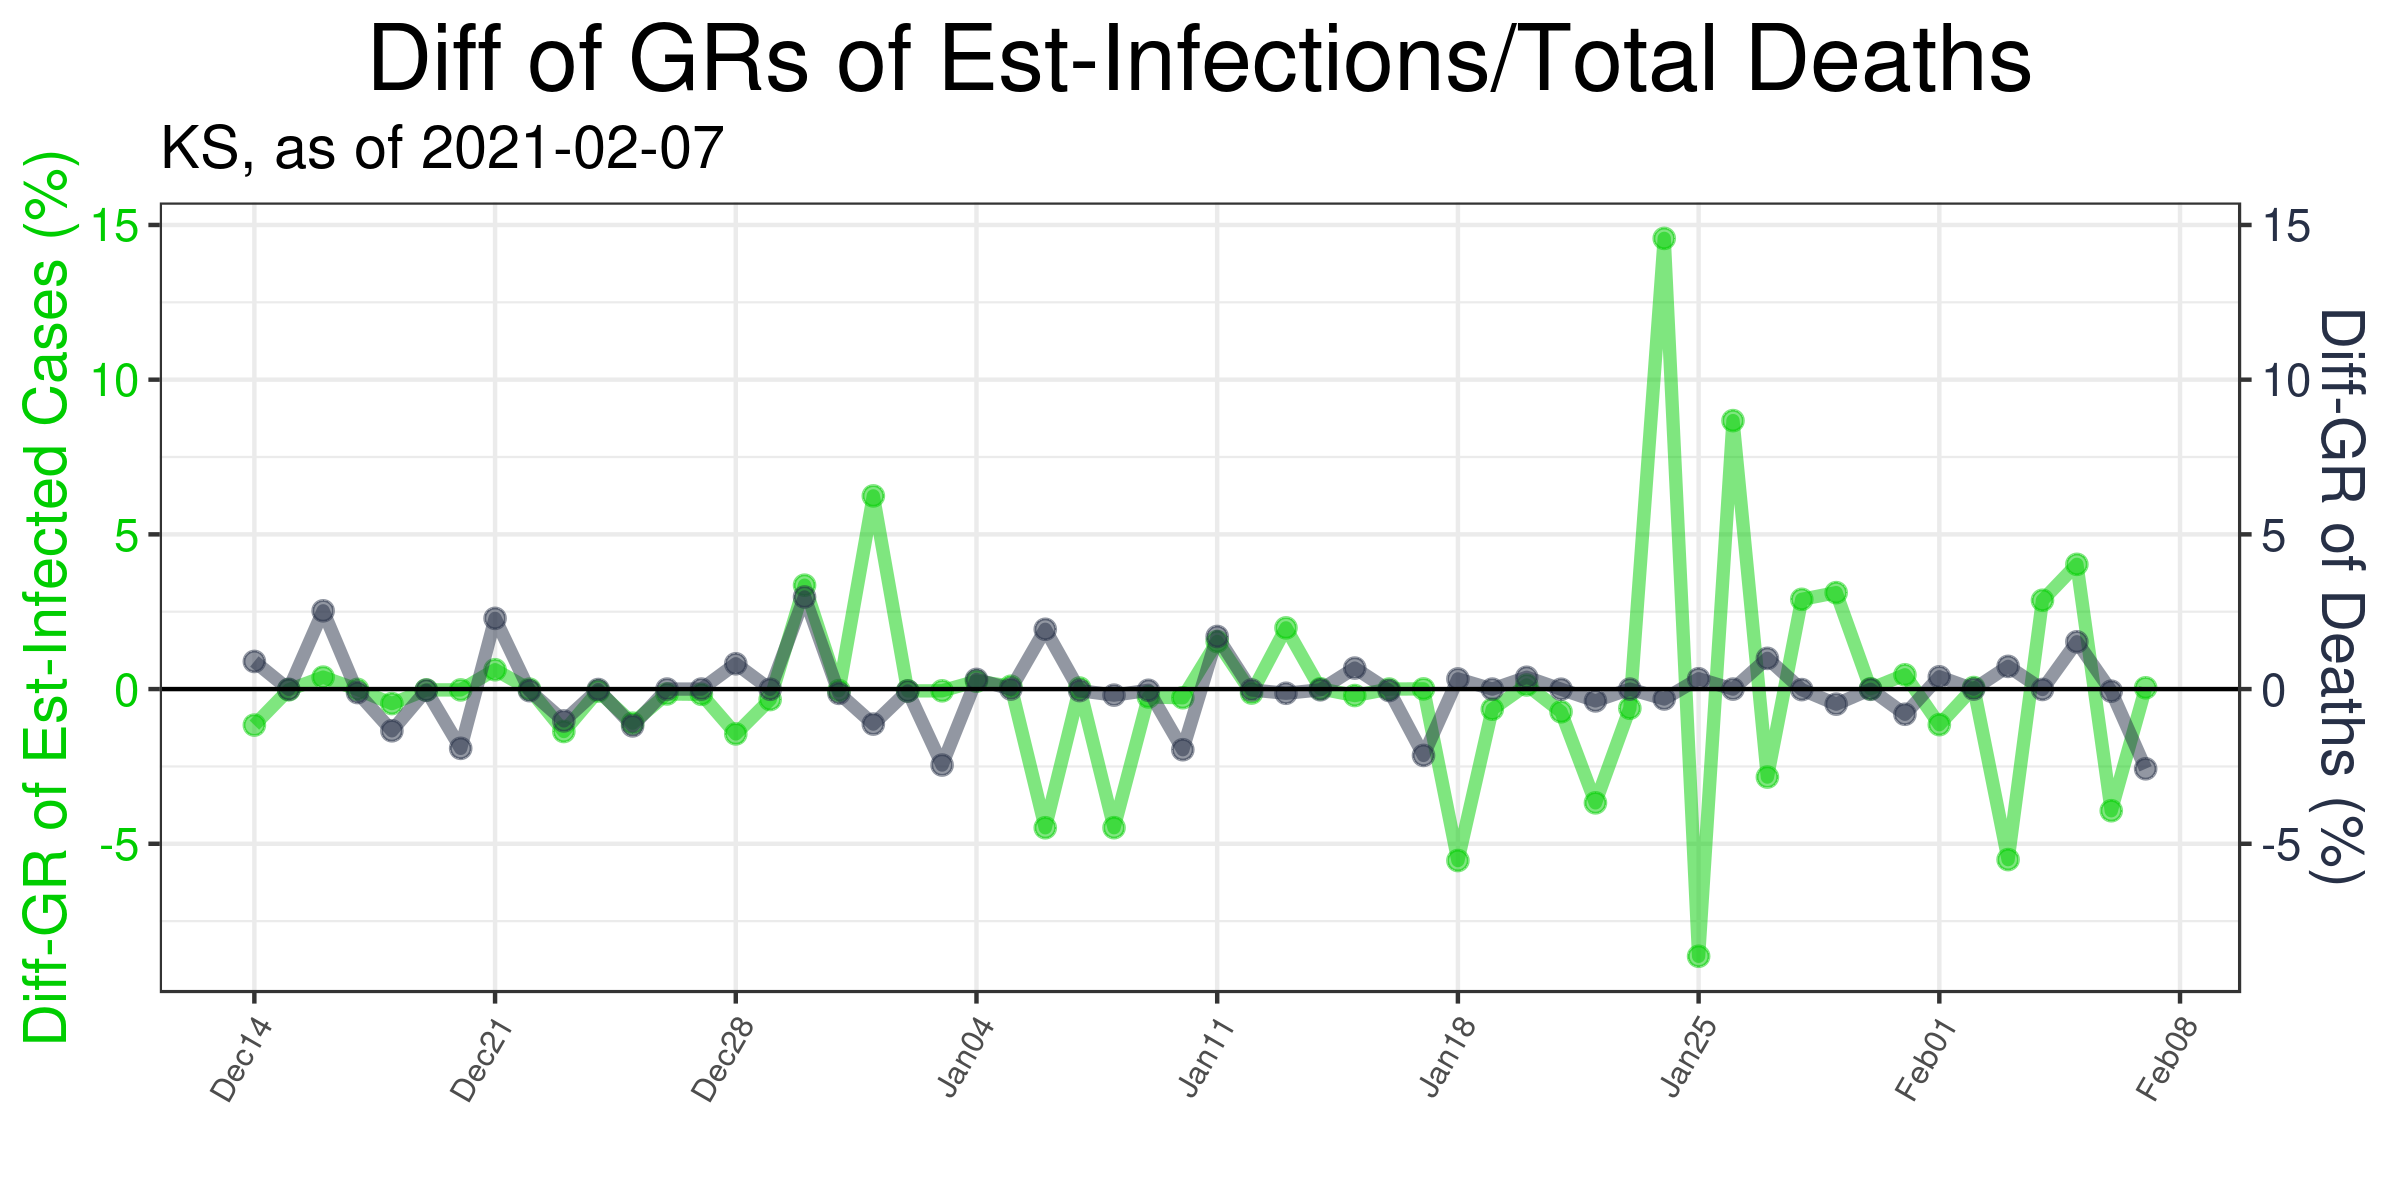 Diff of GRs of Est-Infections/Total Deaths
KS, as of 2021-02-07
Diff-GR of Est-Infected Cases (%)
15
10
5
0
-5
15
10
5
0
-5
Diff-GR of Deaths (%)
Dec14
Dec21
Dec28
Jan04
Jan11
Jan18
Jan25
Feb01
Feb08